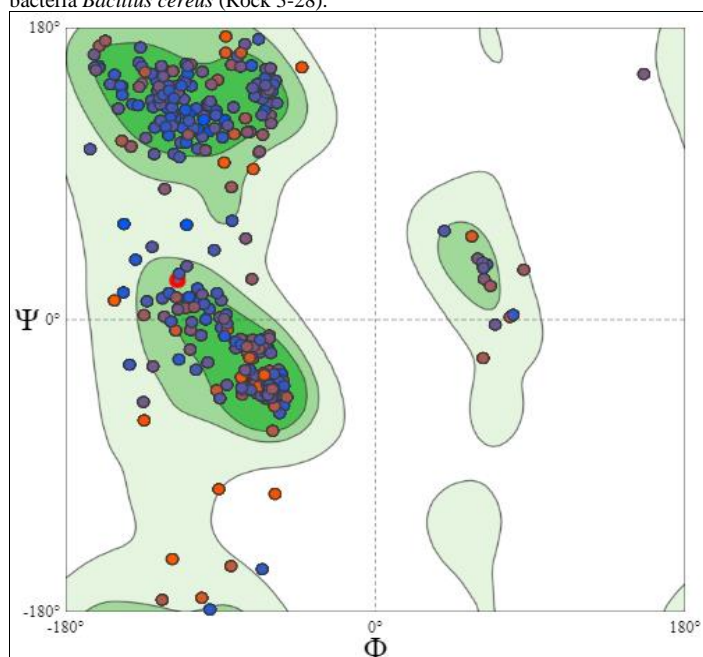 bacteria Bacillus cereus (Rock 3-28).
180°
Ψ 0°
-180°
-180° 0° 180°
Φ